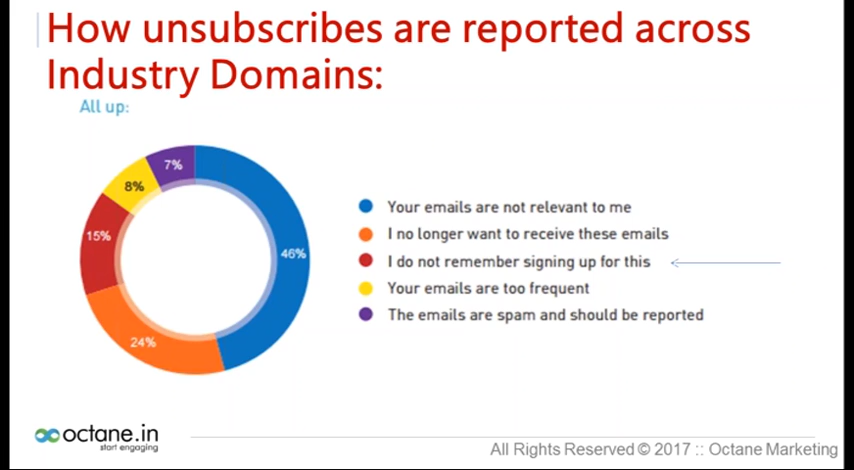 How unsubscribes are reported across
Industry Domains:
All up:
7%
8%
15%
46%
24%
Your emails are not relevant to me
I no longer want to receive these emails
I do not remember signing up for this
Your emails are too frequent
The emails are spam and should be reported
octane.in
start engaging
All Rights Reserved © 2017 :: Octane Marketing